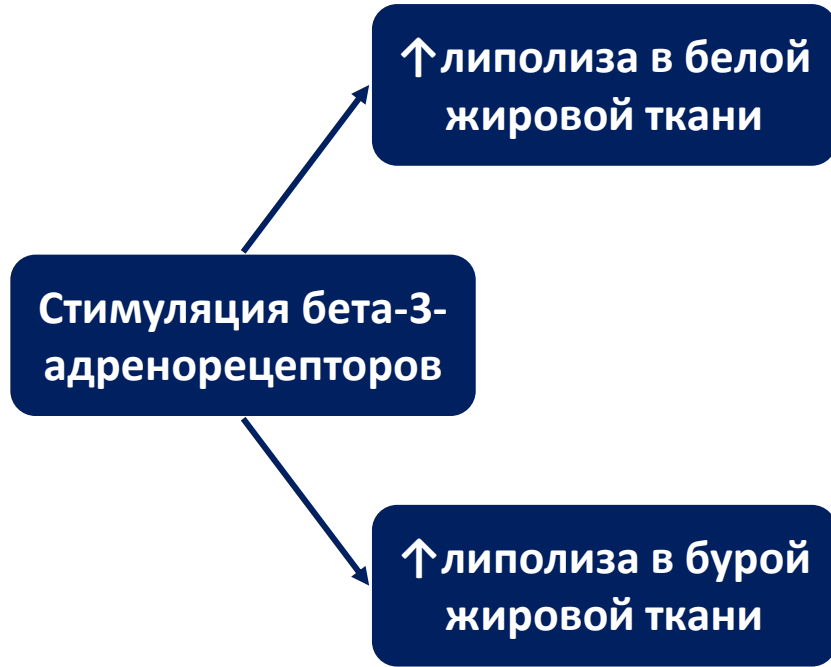 ↑липолиза в белой
жировой ткани
Стимуляция бета-3-
адренорецепторов
↑липолиза в бурой
жировой ткани